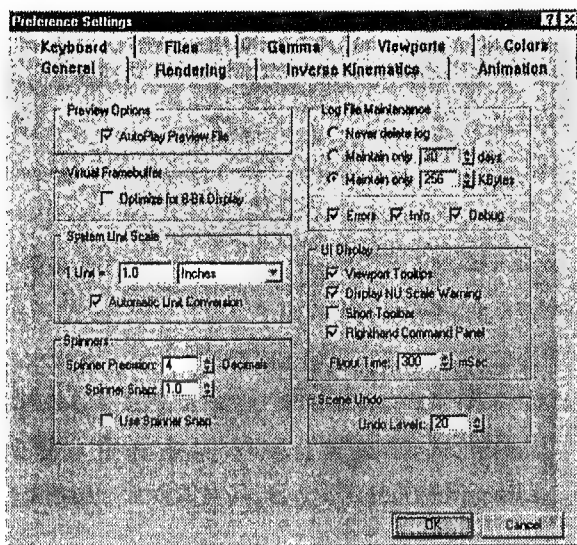 Preference Settings
Keyboard Files Gamma Viewports Colors
General Rendering Inverse Kinematics Animation
Preview Options
AutoPlay Preview File
Virtual Framebuffer
Optimize for 8-Bit Display
System Unit Scale
1 Unit = 1.0 Inches
Automatic Unit Conversion
Spinners
Spinner Precision: 4 Decimals
Spinner Snap: 1.0
Use Spinner Snap
Log File Maintenance
Never delete log
Maintain only 30 days
Maintain only 256 KBytes
Errors Info Debug
UI Display
Viewport Tooltips
Display NU Scale Warning
Short Toolbar
Righthand Command Panel
Flyout Time: 300 mSec
Scene Undo
Undo Levels: 20
OK Cancel